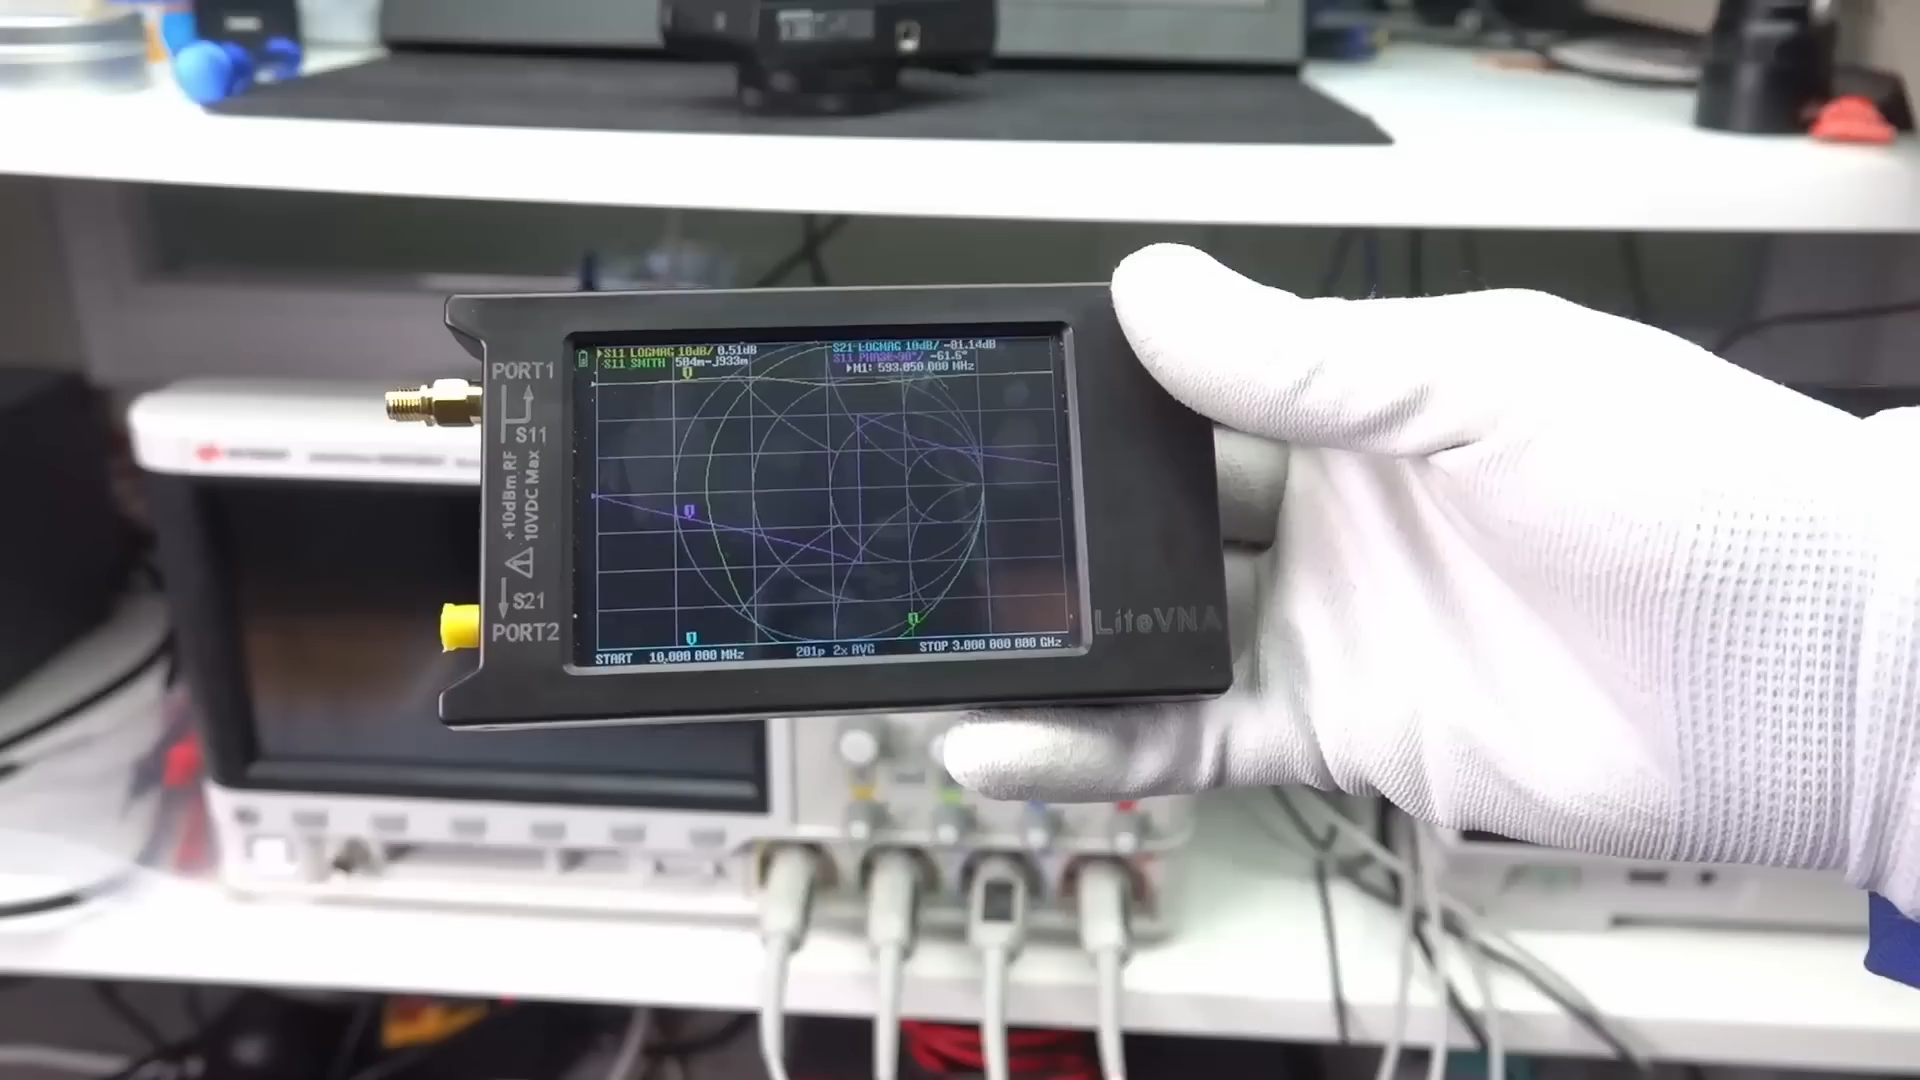 PORT1
S11
+10dBm RF
10VDC Max
S21
PORT2
S11 LOGMAG 10dB/ 0.51dB
S11 SMITH 584m-j933m
S21 LOGMAG 10dB/ -81.14dB
S11 PHASE 90°/ -61.6°
M1: 593.050 000 MHz
START 10.000 000 MHz
201p 2x AVG
STOP 3.000 000 000 GHz
LiteVNA